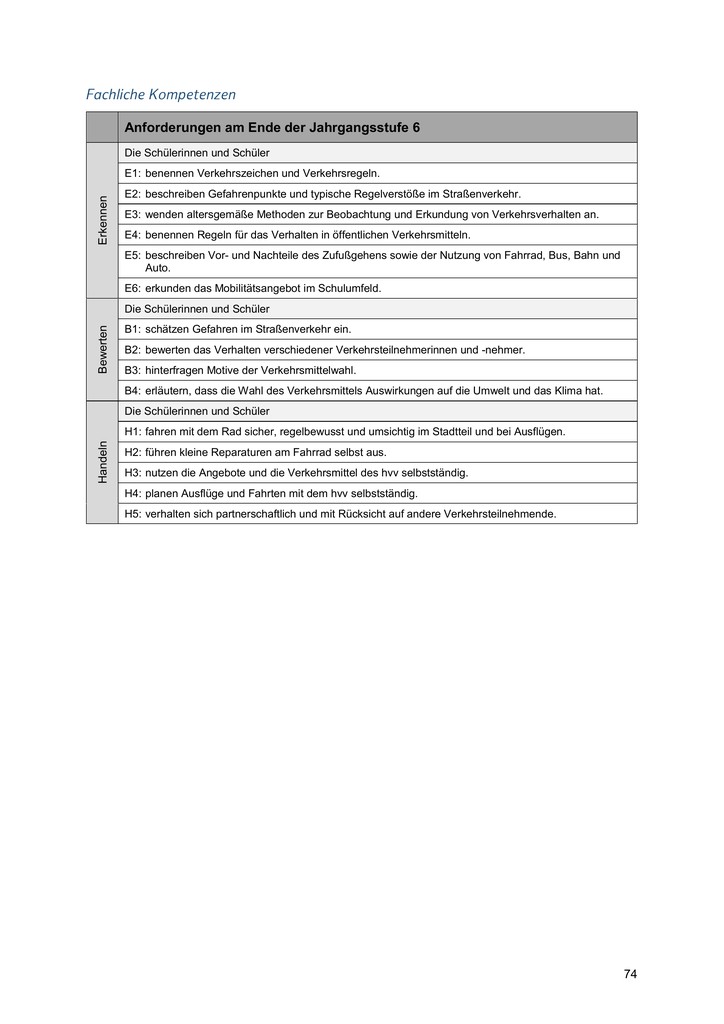 Fachliche Kompetenzen
Anforderungen am Ende der Jahrgangsstufe 6
Erkennen
Die Schülerinnen und Schüler
E1: benennen Verkehrszeichen und Verkehrsregeln.
E2: beschreiben Gefahrenpunkte und typische Regelverstöße im Straßenverkehr.
E3: wenden altersgemäße Methoden zur Beobachtung und Erkundung von Verkehrsverhalten an.
E4: benennen Regeln für das Verhalten in öffentlichen Verkehrsmitteln.
E5: beschreiben Vor- und Nachteile des Zufußgehens sowie der Nutzung von Fahrrad, Bus, Bahn und
Auto.
E6: erkunden das Mobilitätsangebot im Schulumfeld.
Bewerten
Die Schülerinnen und Schüler
B1: schätzen Gefahren im Straßenverkehr ein.
B2: bewerten das Verhalten verschiedener Verkehrsteilnehmerinnen und -nehmer.
B3: hinterfragen Motive der Verkehrsmittelwahl.
B4: erläutern, dass die Wahl des Verkehrsmittels Auswirkungen auf die Umwelt und das Klima hat.
Handeln
Die Schülerinnen und Schüler
H1: fahren mit dem Rad sicher, regelbewusst und umsichtig im Stadtteil und bei Ausflügen.
H2: führen kleine Reparaturen am Fahrrad selbst aus.
H3: nutzen die Angebote und die Verkehrsmittel des hvv selbstständig.
H4: planen Ausflüge und Fahrten mit dem hvv selbstständig.
H5: verhalten sich partnerschaftlich und mit Rücksicht auf andere Verkehrsteilnehmende.
74